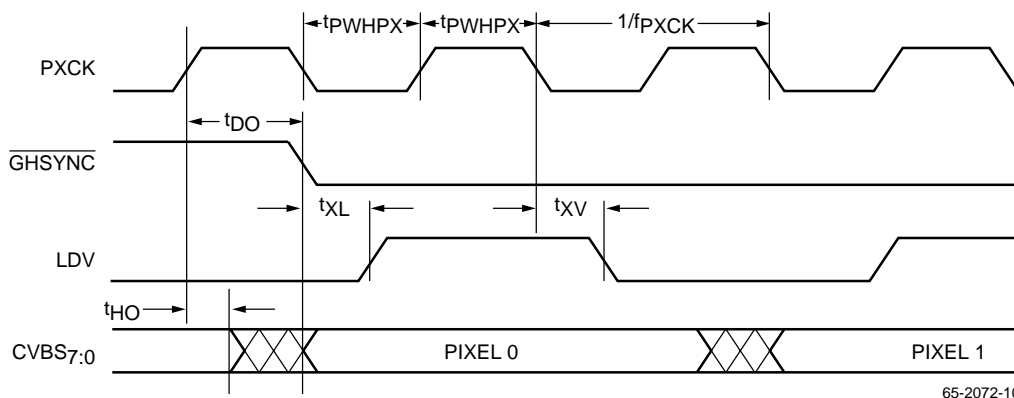 tPWHPX tPWHPX 1/fPXCK
PXCK
tDO
GHSYNC
tXL tXV
LDV
tHO
CVBS7:0 PIXEL 0 PIXEL 1
65-2072-10